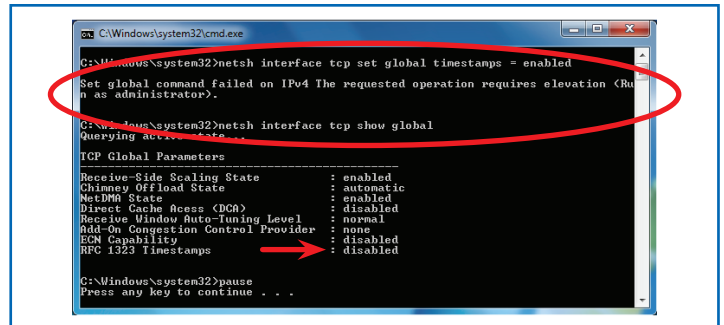 C:\Windows\system32\cmd.exe
C:\Windows\system32>netsh interface tcp set global timestamps = enabled
Set global command failed on IPv4 The requested operation requires elevation (Ru
n as administrator).
C:\Windows\system32>netsh interface tcp show global
Querying active state...
TCP Global Parameters
----------------------------------------------
Receive-Side Scaling State : enabled
Chimney Offload State : automatic
NetDMA State : enabled
Direct Cache Acess (DCA) : disabled
Receive Window Auto-Tuning Level : normal
Add-On Congestion Control Provider : none
ECN Capability : disabled
RFC 1323 Timestamps : disabled
C:\Windows\system32>pause
Press any key to continue . . .